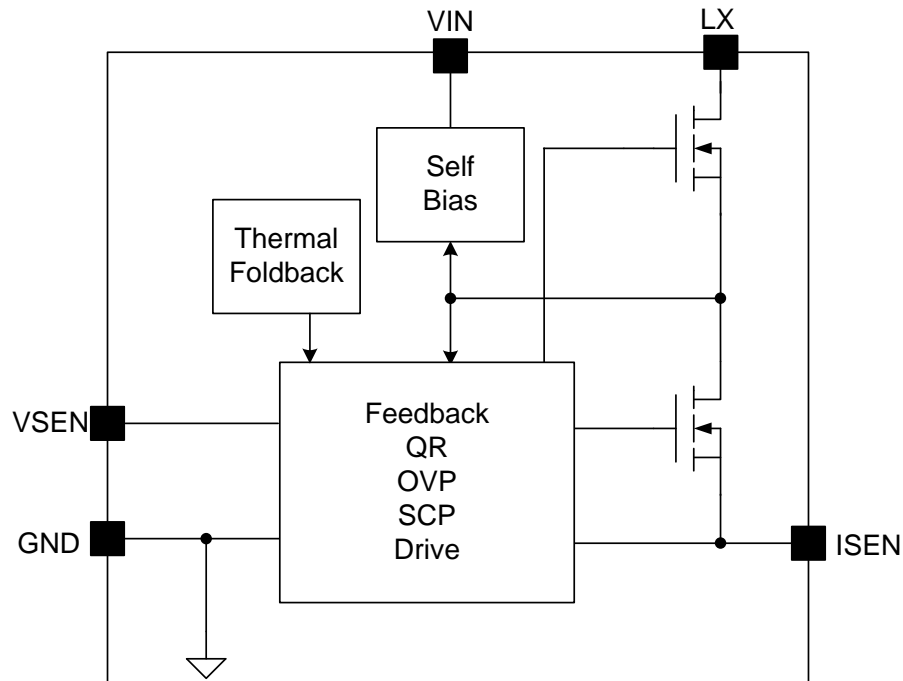 VIN
LX
Self
Bias
Thermal
Foldback
VSEN
Feedback
QR
OVP
SCP
Drive
GND
ISEN